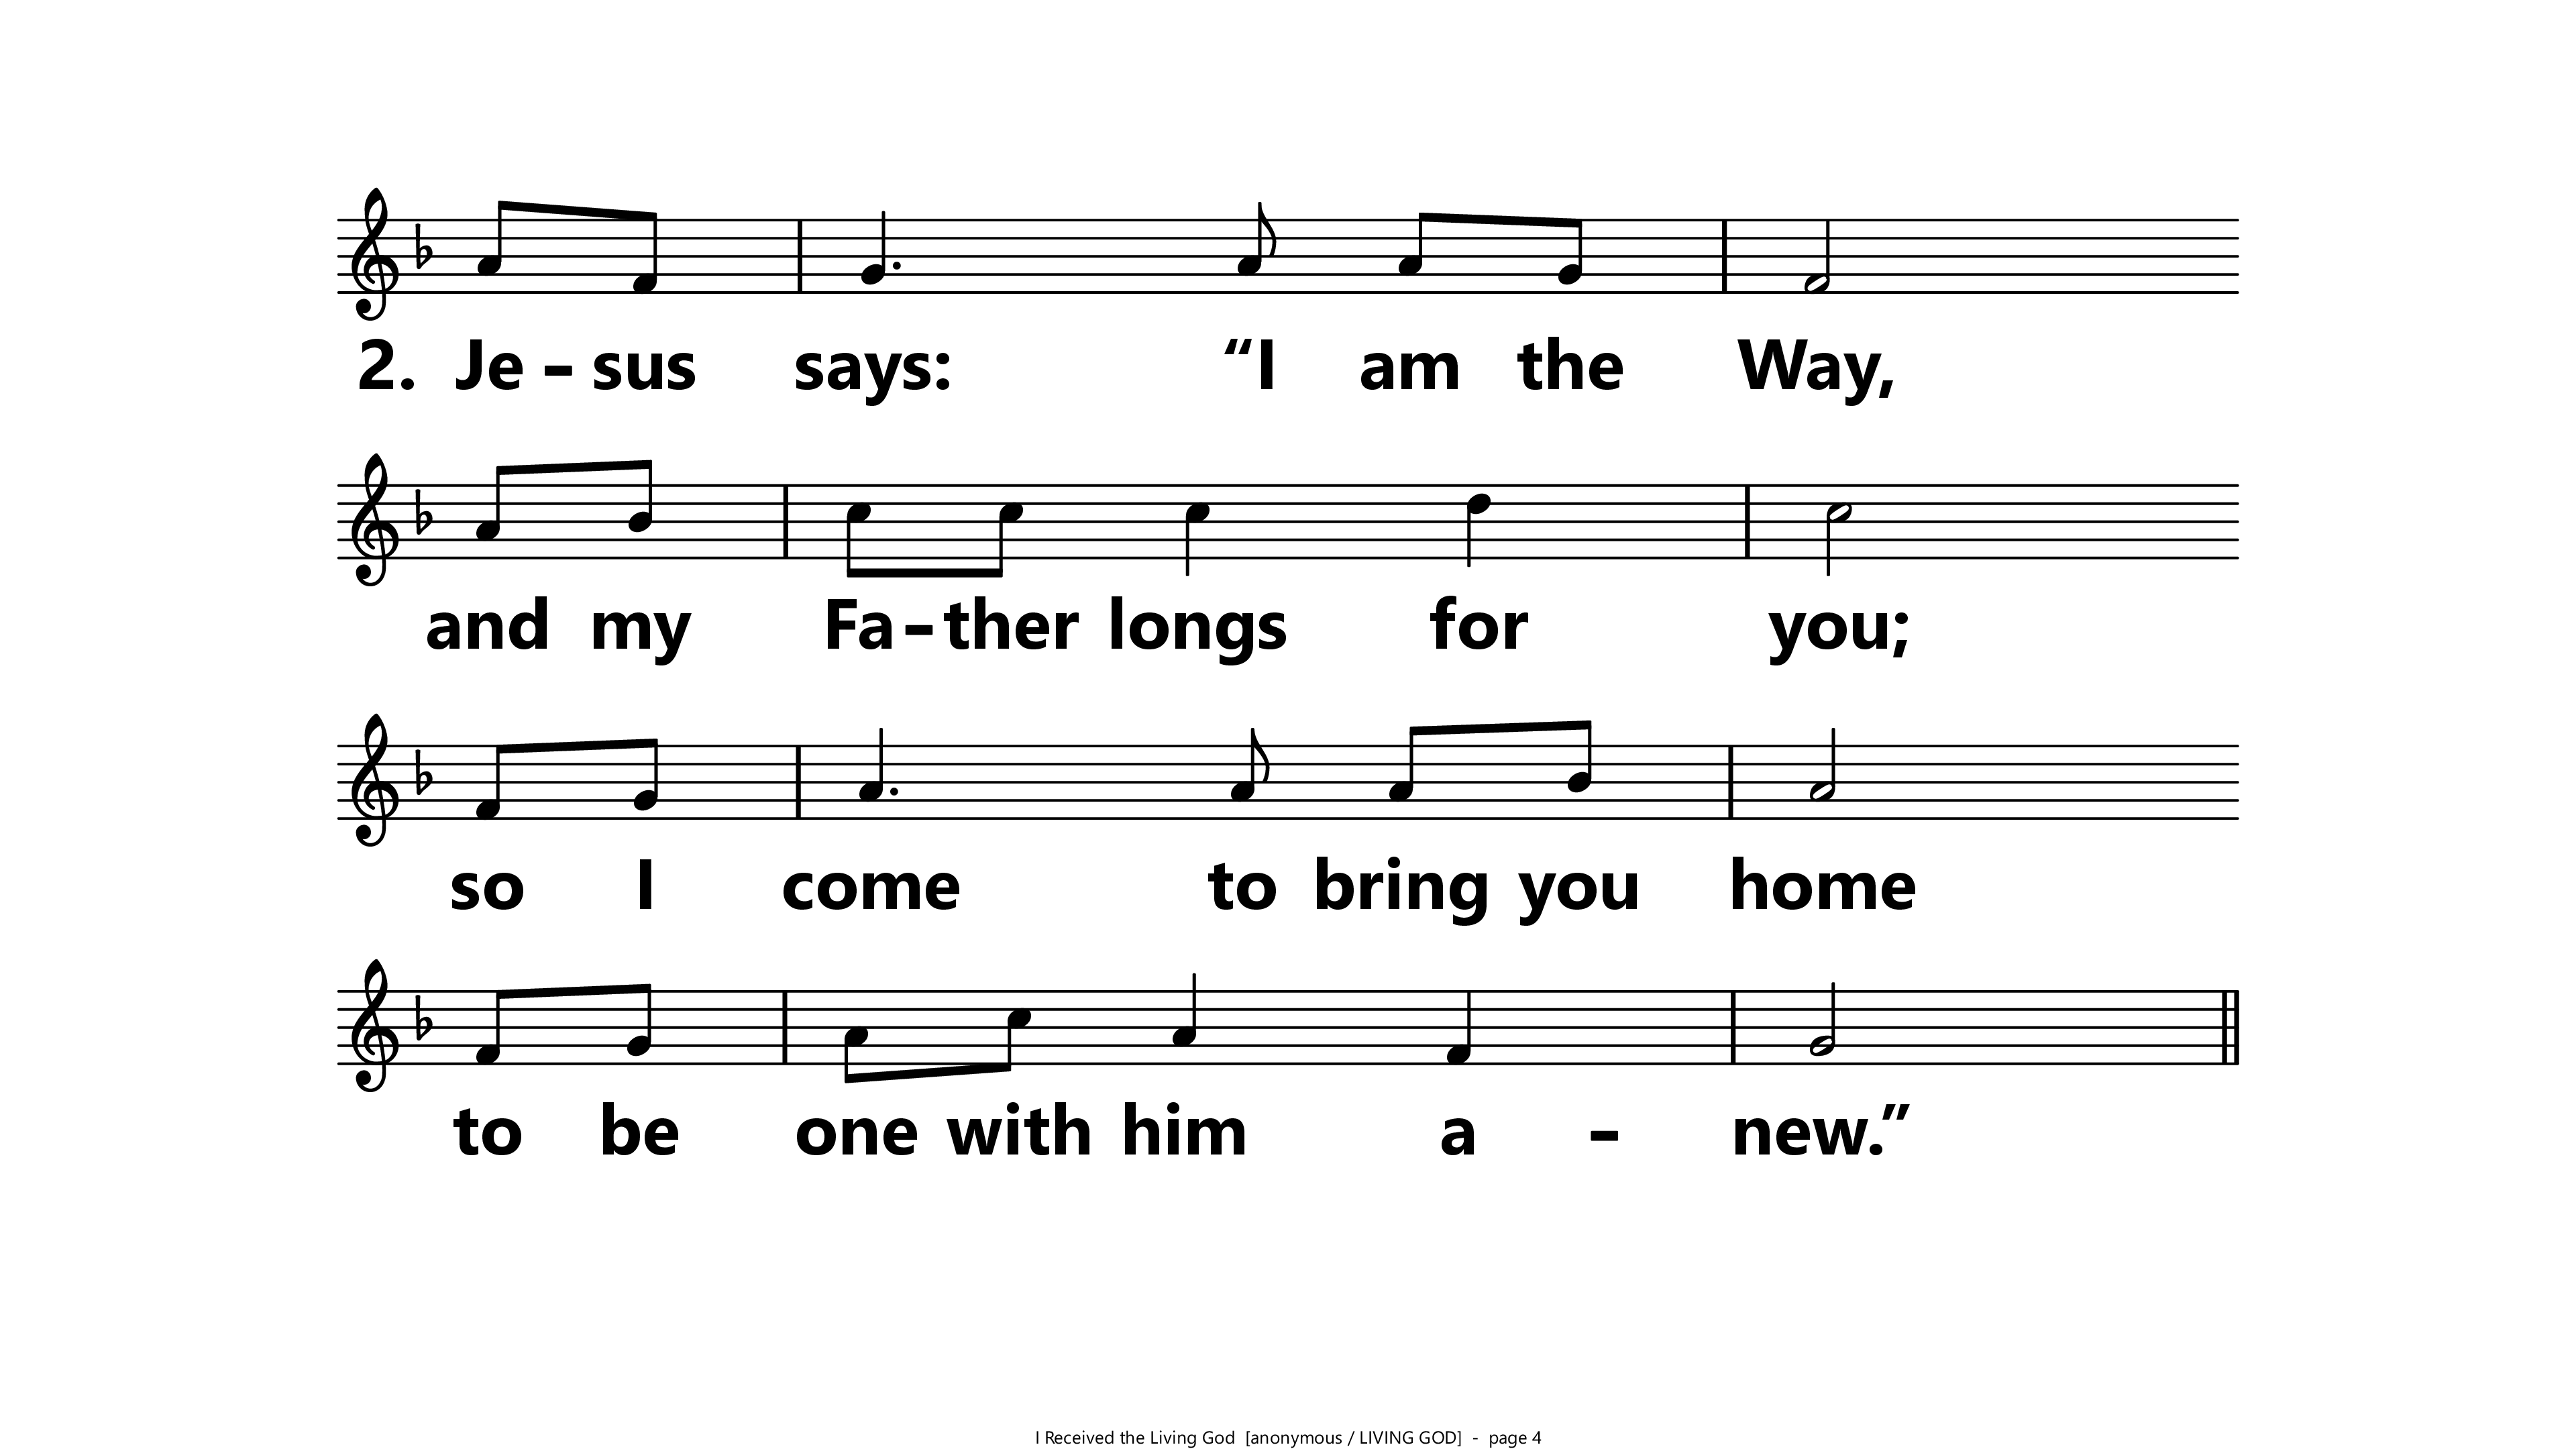 2. Je - sus says: “I am the Way,
and my Fa - ther longs for you;
so I come to bring you home
to be one with him a - new.”
I Received the Living God [anonymous / LIVING GOD] - page 4